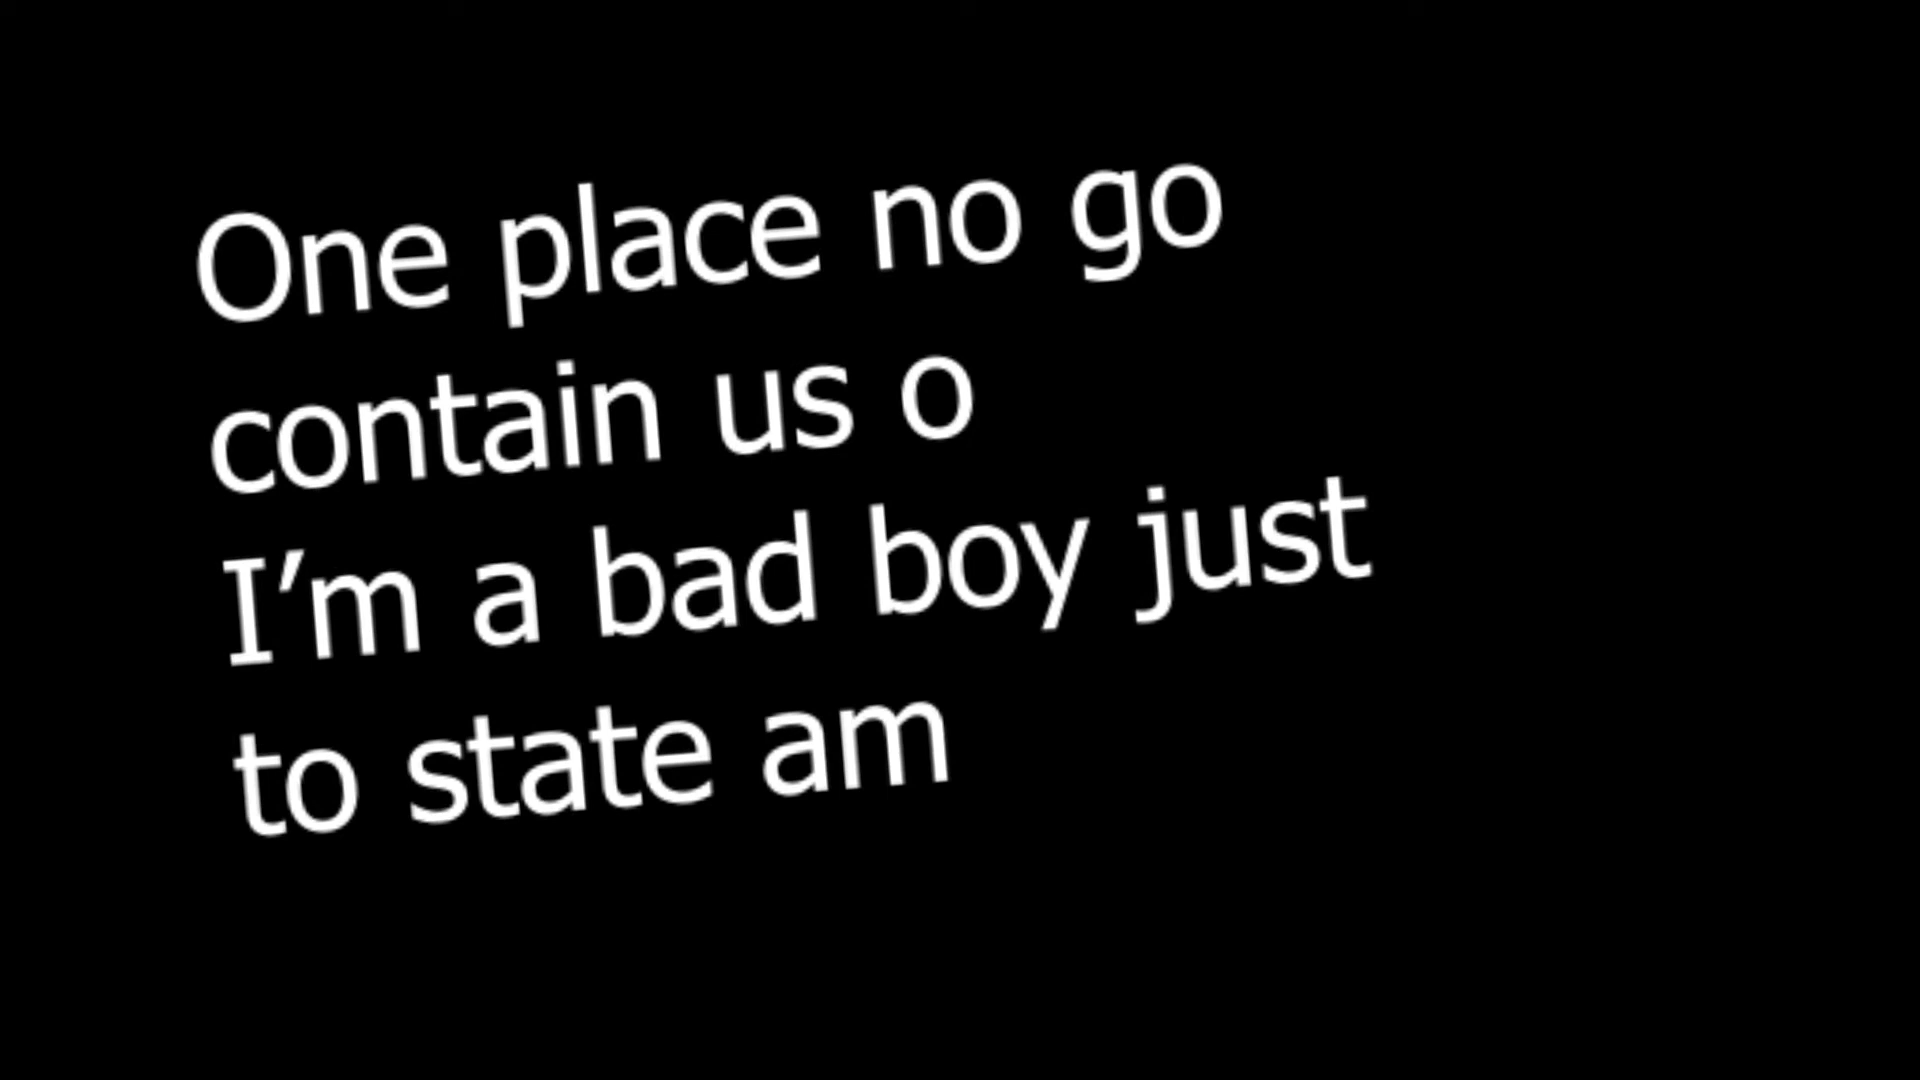 One place no go
contain us o
I’m a bad boy just
to state am